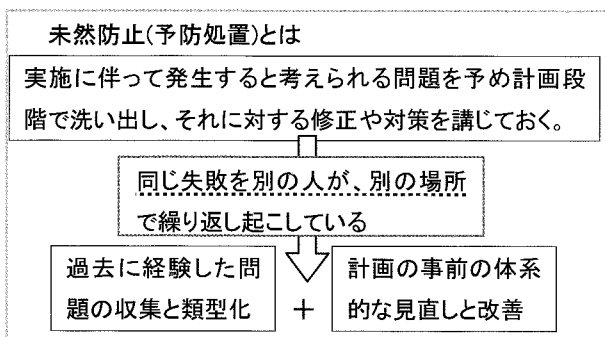 未然防止(予防処置)とは
実施に伴って発生すると考えられる問題を予め計画段
階で洗い出し、それに対する修正や対策を講じておく。
同じ失敗を別の人が、別の場所
で繰り返し起こしている
過去に経験した問
題の収集と類型化
+
計画の事前の体系
的な見直しと改善